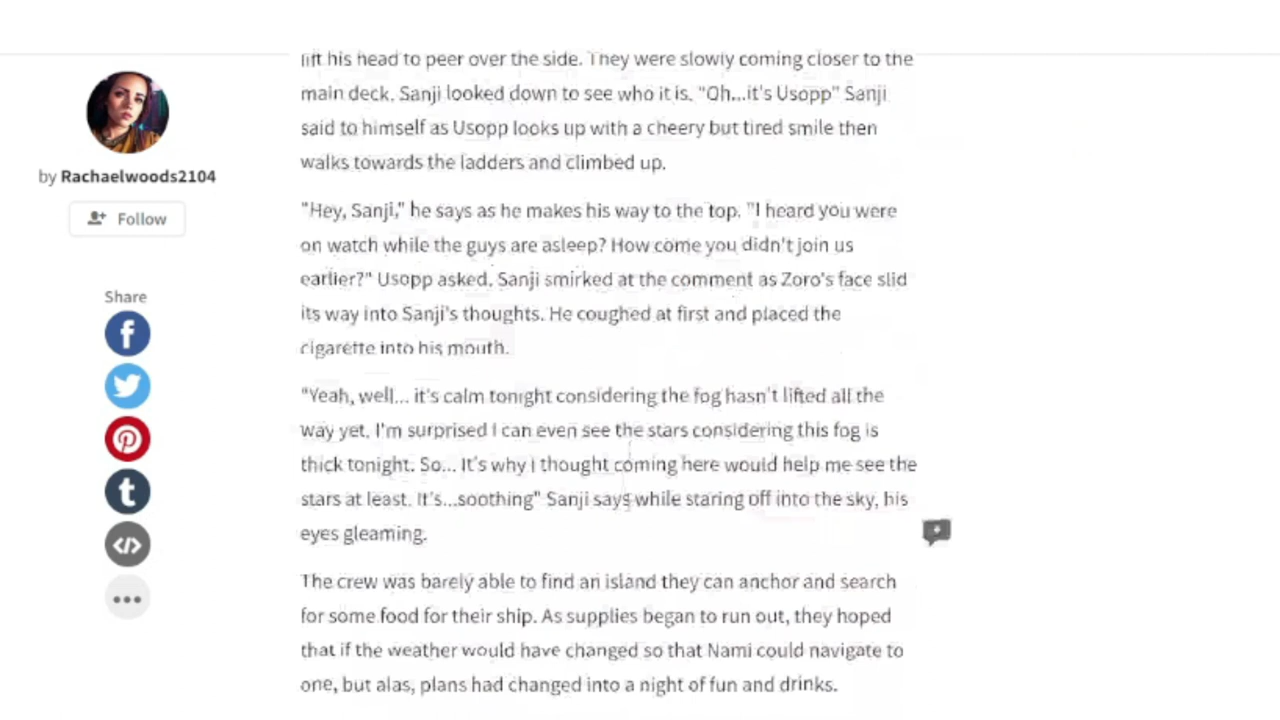 lift his head to peer over the side. They were slowly coming closer to the
main deck. Sanji looked down to see who it is. "Oh...it's Usopp" Sanji
said to himself as Usopp looks up with a cheery but tired smile then
walks towards the ladders and climbed up.
"Hey, Sanji," he says as he makes his way to the top. "I heard you were
on watch while the guys are asleep? How come you didn't join us
earlier?" Usopp asked. Sanji smirked at the comment as Zoro's face slid
its way into Sanji's thoughts. He coughed at first and placed the
cigarette into his mouth.
"Yeah, well... it's calm tonight considering the fog hasn't lifted all the
way yet. I'm surprised I can even see the stars considering this fog is
thick tonight. So... It's why I thought coming here would help me see the
stars at least. It's...soothing" Sanji says while staring off into the sky, his
eyes gleaming.
The crew was barely able to find an island they can anchor and search
for some food for their ship. As supplies began to run out, they hoped
that if the weather would have changed so that Nami could navigate to
one, but alas, plans had changed into a night of fun and drinks.
by Rachaelwoods2104
Follow
Share